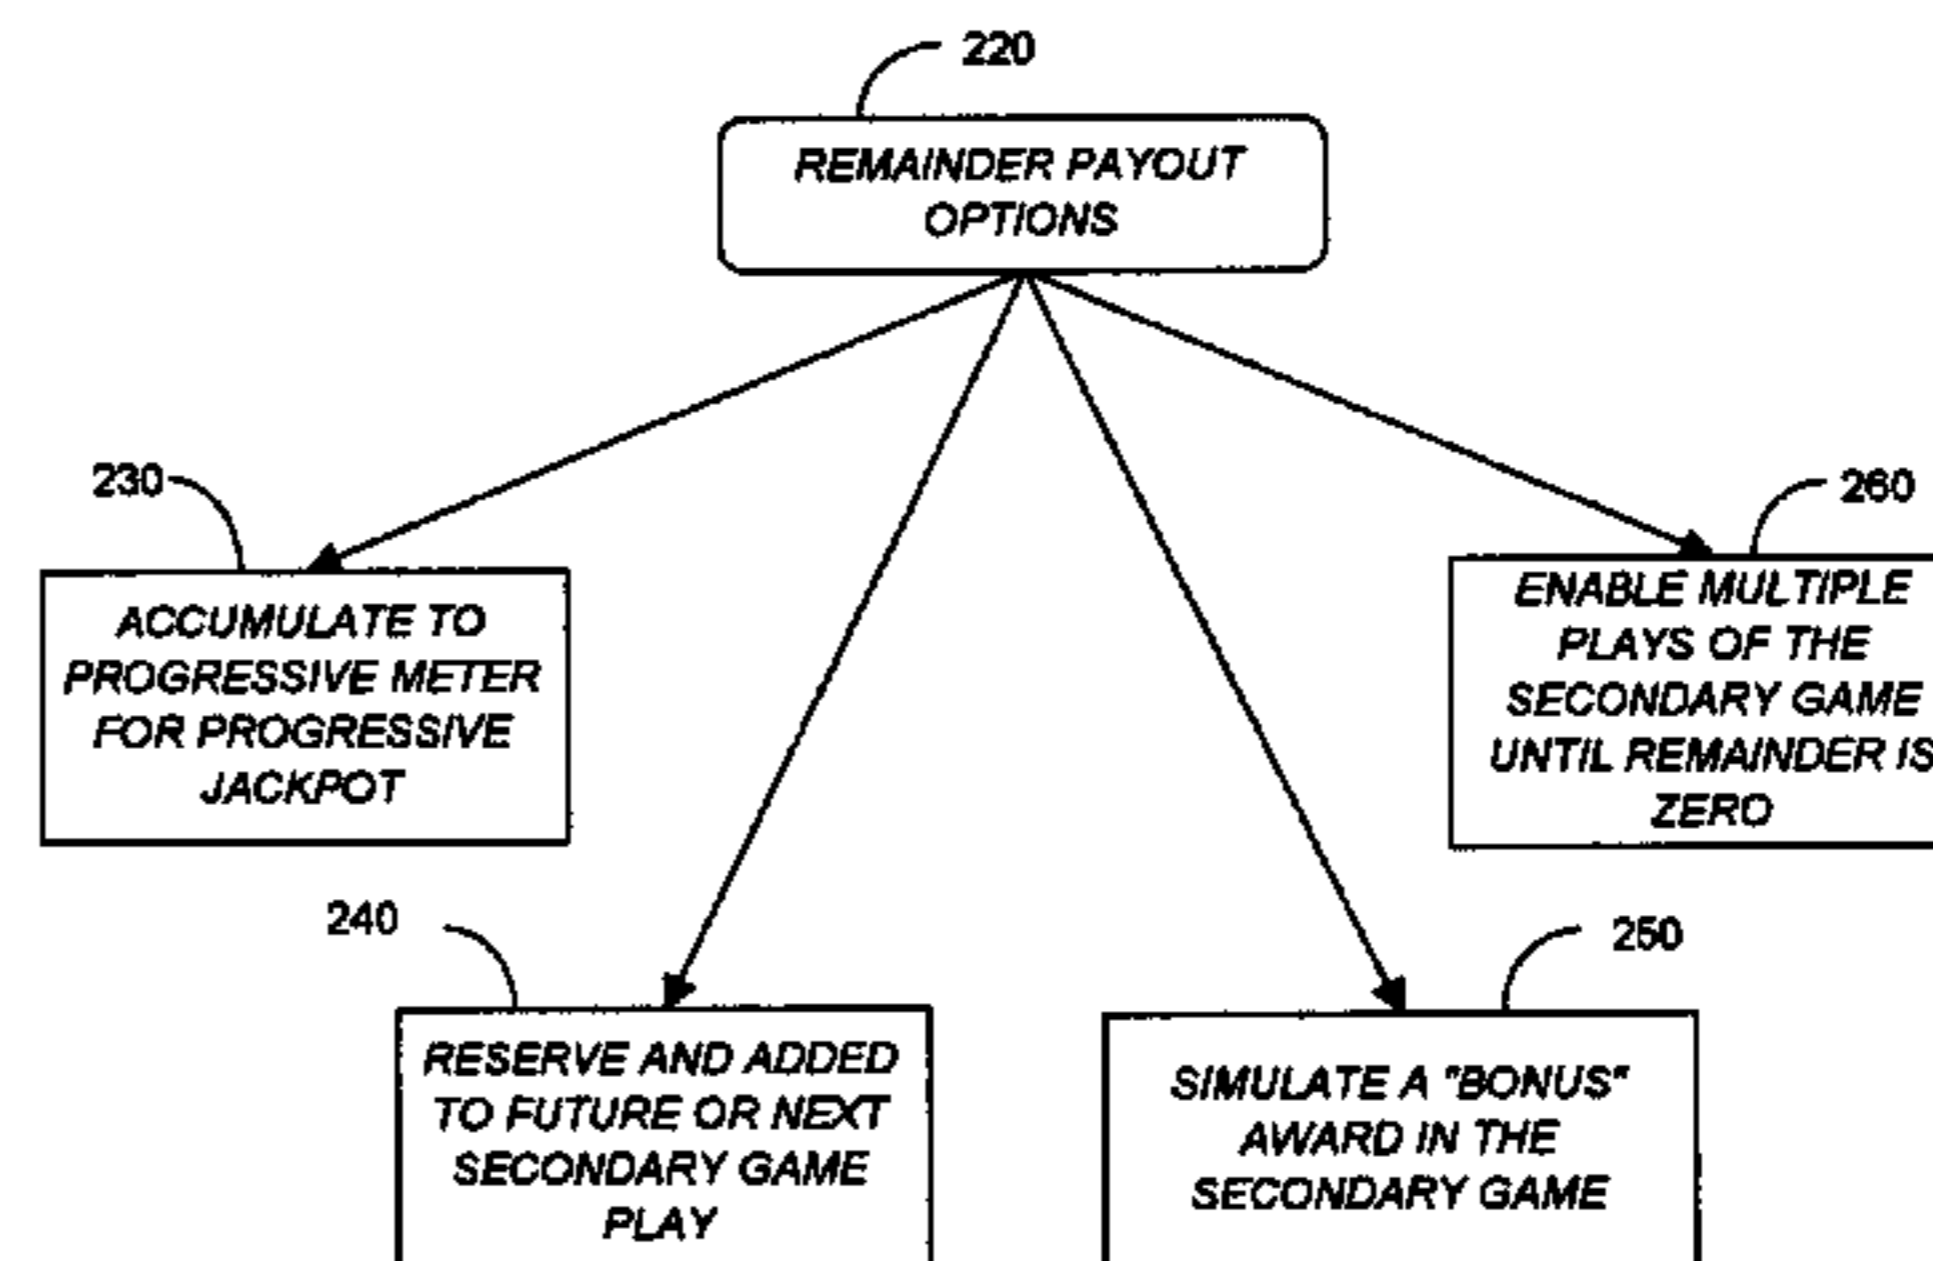 220
REMAINDER PAYOUT
OPTIONS
230
ACCUMULATE TO
PROGRESSIVE METER
FOR PROGRESSIVE
JACKPOT
260
ENABLE MULTIPLE
PLAYS OF THE
SECONDARY GAME
UNTIL REMAINDER IS
ZERO
240
RESERVE AND ADDED
TO FUTURE OR NEXT
SECONDARY GAME
PLAY
250
SIMULATE A "BONUS"
AWARD IN THE
SECONDARY GAME